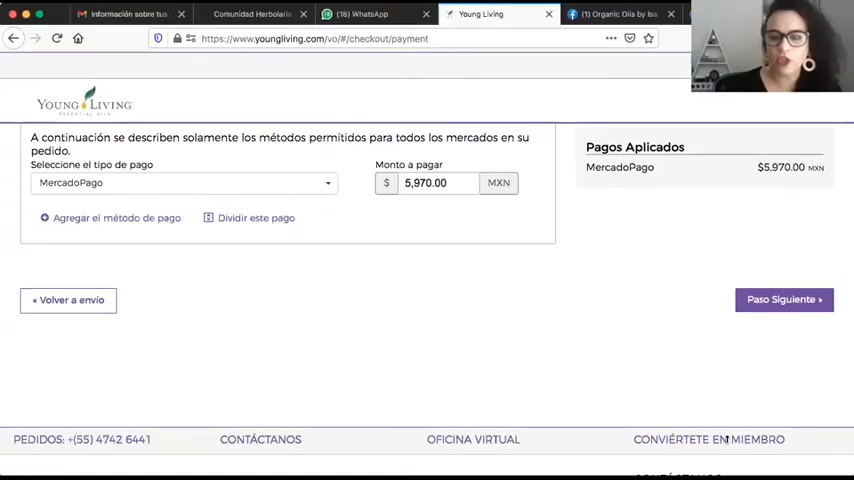 Información sobre tus
Comunidad Herbolaria
(18) WhatsApp
Young Living
(1) Organic Oils by Isa
https://www.youngliving.com/vo/#/checkout/payment
YOUNG LIVING
ESSENTIAL OILS
A continuación se describen solamente los métodos permitidos para todos los mercados en su
pedido.
Seleccione el tipo de pago
Monto a pagar
MercadoPago
$ 5,970.00 MXN
Agregar el método de pago
Dividir este pago
Pagos Aplicados
MercadoPago
$5,970.00 MXN
« Volver a envío
Paso Siguiente »
PEDIDOS: +(55) 4742 6441
CONTÁCTANOS
OFICINA VIRTUAL
CONVIÉRTETE EN MIEMBRO